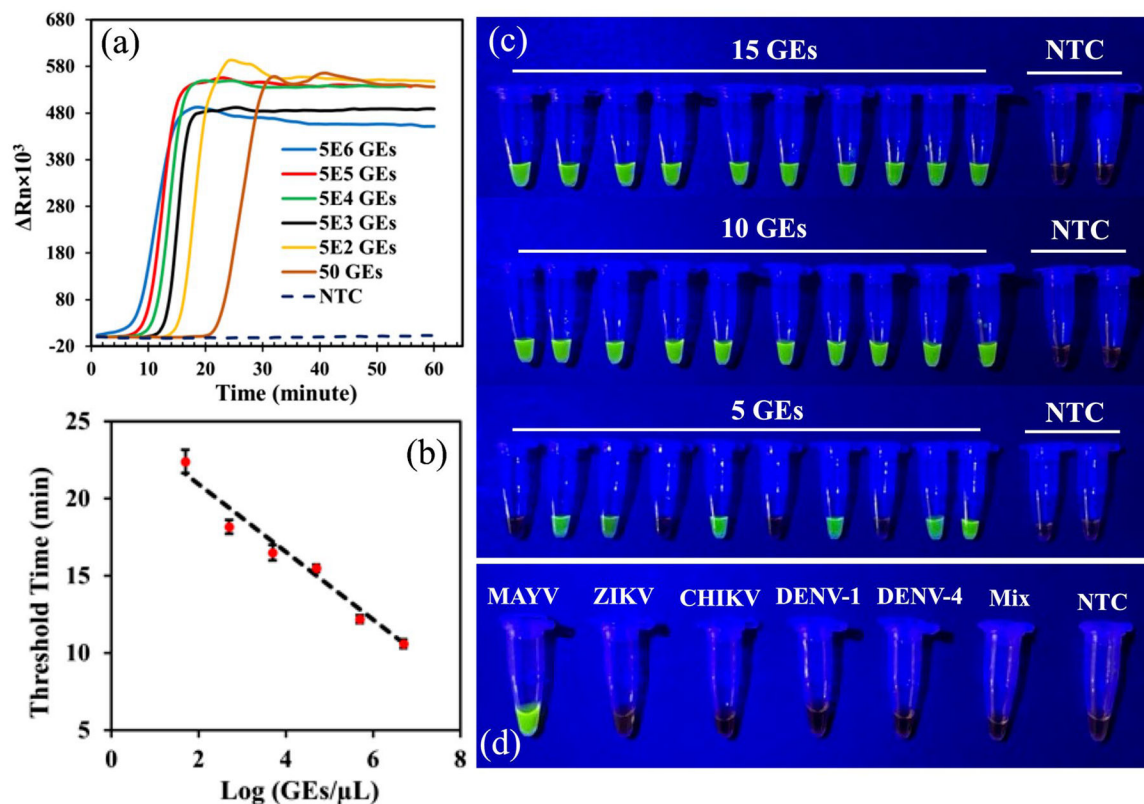 (a)
680
580
480
380
280
180
80
-20
ΔRn×10³
5E6 GEs
5E5 GEs
5E4 GEs
5E3 GEs
5E2 GEs
50 GEs
NTC
0 10 20 30 40 50 60
Time (minute)
(b)
25
20
15
10
5
Threshold Time (min)
0 2 4 6 8
Log (GEs/µL)
(c)
15 GEs NTC
10 GEs NTC
5 GEs NTC
MAYV ZIKV CHIKV DENV-1 DENV-4 Mix NTC
(d)